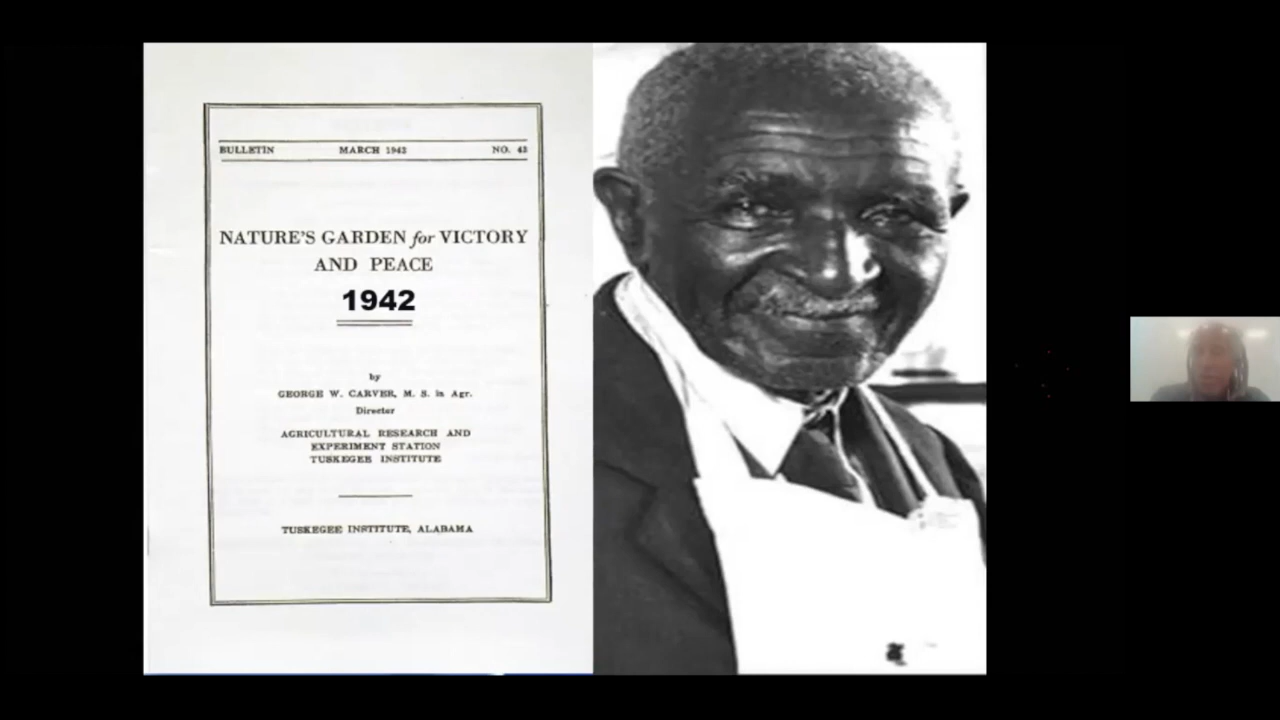 BULLETIN MARCH 1942 NO. 43
NATURE'S GARDEN for VICTORY
AND PEACE
1942
by
GEORGE W. CARVER, M. S. in Agr.
Director
AGRICULTURAL RESEARCH AND
EXPERIMENT STATION
TUSKEGEE INSTITUTE
TUSKEGEE INSTITUTE, ALABAMA